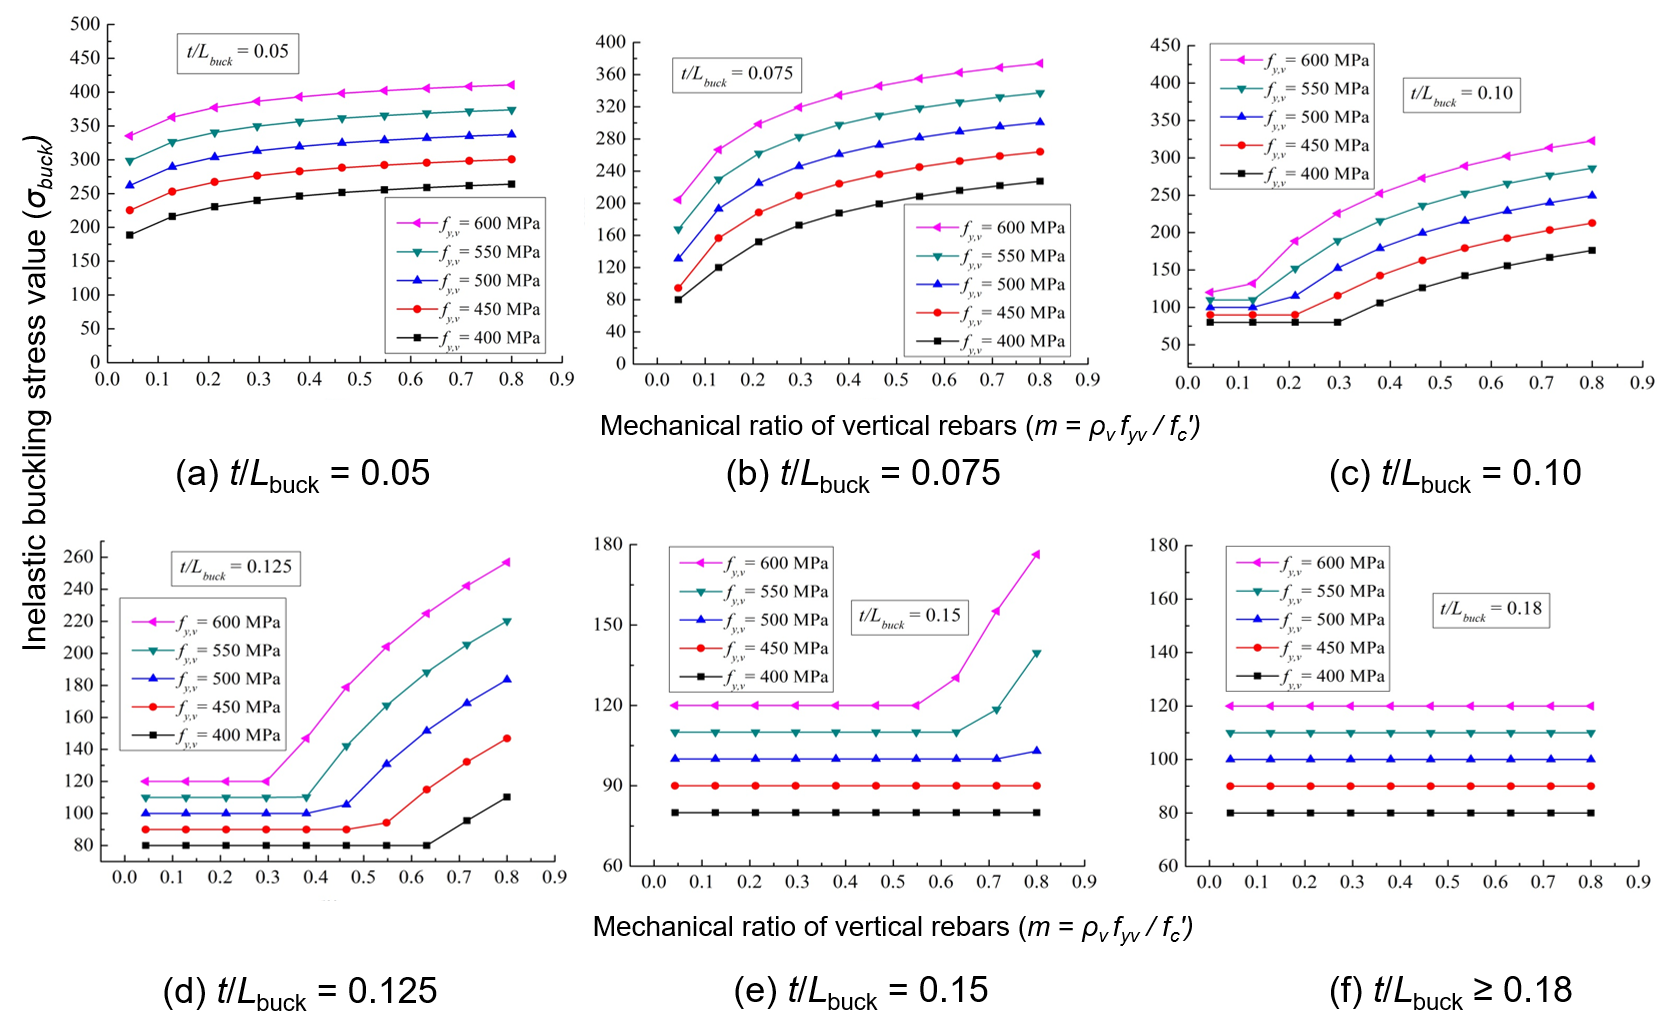 Inelastic buckling stress value (σbuck)
500
450
400
350
300
250
200
150
100
50
0
t/Lbuck = 0.05
fy,v = 600 MPa
fy,v = 550 MPa
fy,v = 500 MPa
fy,v = 450 MPa
fy,v = 400 MPa
0.0 0.1 0.2 0.3 0.4 0.5 0.6 0.7 0.8 0.9
400
360
320
280
240
200
160
120
80
40
0
t/Lbuck = 0.075
fy,v = 600 MPa
fy,v = 550 MPa
fy,v = 500 MPa
fy,v = 450 MPa
fy,v = 400 MPa
0.0 0.1 0.2 0.3 0.4 0.5 0.6 0.7 0.8 0.9
450
400
350
300
250
200
150
100
50
fy,v = 600 MPa
fy,v = 550 MPa
fy,v = 500 MPa
fy,v = 450 MPa
fy,v = 400 MPa
t/Lbuck = 0.10
0.0 0.1 0.2 0.3 0.4 0.5 0.6 0.7 0.8 0.9
Mechanical ratio of vertical rebars (m = ρv fyv / fc')
(a) t/Lbuck = 0.05
(b) t/Lbuck = 0.075
(c) t/Lbuck = 0.10
260
240
220
200
180
160
140
120
100
80
t/Lbuck = 0.125
fy,v = 600 MPa
fy,v = 550 MPa
fy,v = 500 MPa
fy,v = 450 MPa
fy,v = 400 MPa
0.0 0.1 0.2 0.3 0.4 0.5 0.6 0.7 0.8 0.9
180
150
120
90
60
fy,v = 600 MPa
fy,v = 550 MPa
fy,v = 500 MPa
fy,v = 450 MPa
fy,v = 400 MPa
t/Lbuck = 0.15
0.0 0.1 0.2 0.3 0.4 0.5 0.6 0.7 0.8 0.9
180
160
140
120
100
80
60
fy,v = 600 MPa
fy,v = 550 MPa
fy,v = 500 MPa
fy,v = 450 MPa
fy,v = 400 MPa
t/Lbuck = 0.18
0.0 0.1 0.2 0.3 0.4 0.5 0.6 0.7 0.8 0.9
Mechanical ratio of vertical rebars (m = ρv fyv / fc')
(d) t/Lbuck = 0.125
(e) t/Lbuck = 0.15
(f) t/Lbuck ≥ 0.18